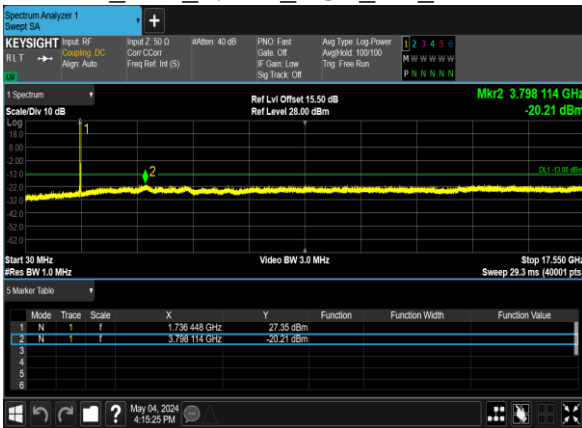 Spectrum Analyzer 1
Swept SA
+
KEYSIGHT Input: RF Input Z: 50 Ω #Atten: 40 dB PNO: Fast Avg Type: Log-Power 1 2 3 4 5 6
RLT Coupling: DC Corr CCorr Gate: Off Avg|Hold: 100/100 M W W W W W
Align: Auto Freq Ref: Int (S) IF Gain: Low Trig: Free Run
LW Sig Track: Off P N N N N N
1 Spectrum Ref Lvl Offset 15.50 dB Mkr2 3.798 114 GHz
Scale/Div 10 dB Ref Level 28.00 dBm -20.21 dBm
Log
1
18.0
8.00
-2.00
-12.0
2
DL1 -13.00 dBm
-22.0
-32.0
-42.0
-52.0
-62.0
Start 30 MHz Video BW 3.0 MHz Stop 17.550 GHz
#Res BW 1.0 MHz Sweep 29.3 ms (40001 pts)
5 Marker Table
Mode Trace Scale X Y Function Function Width Function Value
1 N 1 f 1.736 448 GHz 27.35 dBm
2 N 1 f 3.798 114 GHz -20.21 dBm
3
4
5
6
? May 04, 2024
4:15:25 PM